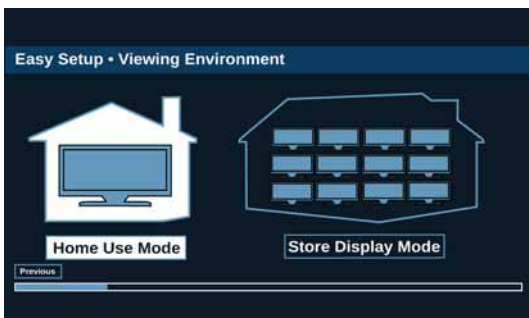 Easy Setup • Viewing Environment
Home Use Mode
Store Display Mode
Previous